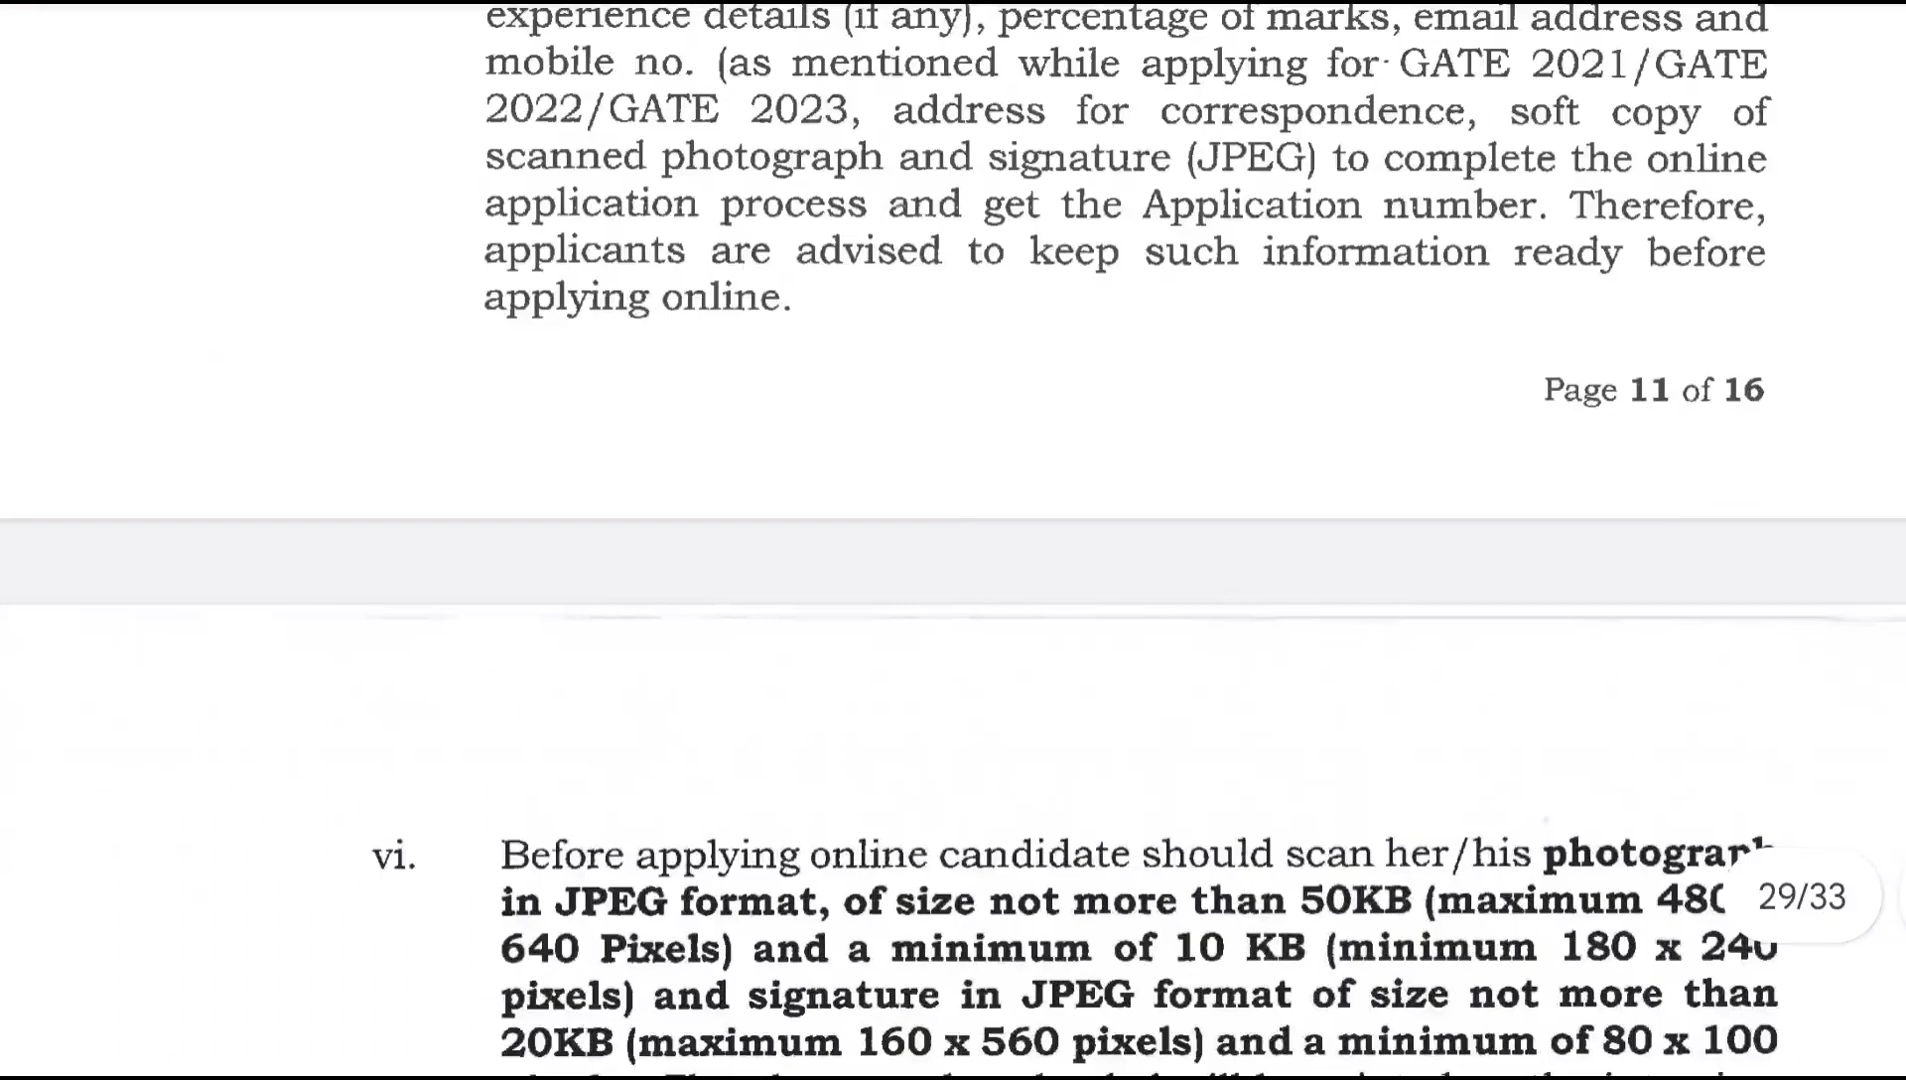 experience details (if any), percentage of marks, email address and
mobile no. (as mentioned while applying for GATE 2021/GATE
2022/GATE 2023, address for correspondence, soft copy of
scanned photograph and signature (JPEG) to complete the online
application process and get the Application number. Therefore,
applicants are advised to keep such information ready before
applying online.
Page 11 of 16
vi. Before applying online candidate should scan her/his photograph
in JPEG format, of size not more than 50KB (maximum 480
29/33
640 Pixels) and a minimum of 10 KB (minimum 180 x 240
pixels) and signature in JPEG format of size not more than
20KB (maximum 160 x 560 pixels) and a minimum of 80 x 100